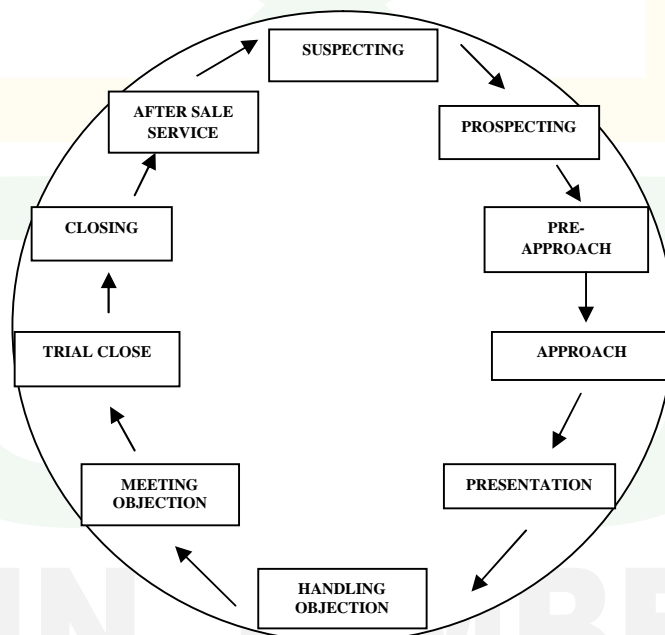 SUSPECTING
PROSPECTING
PRE-
APPROACH
APPROACH
PRESENTATION
HANDLING
OBJECTION
MEETING
OBJECTION
TRIAL CLOSE
CLOSING
AFTER SALE
SERVICE